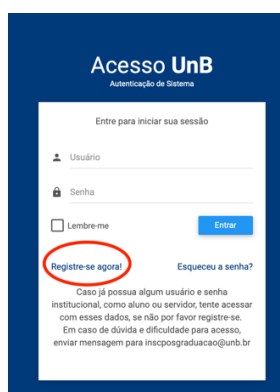 Acesso UnB
Autenticação de Sistema
Entre para iniciar sua sessão
Usuário
Senha
Lembre-me
Entrar
Registre-se agora!
Esqueceu a senha?
Caso já possua algum usuário e senha
institucional, como aluno ou servidor, tente acessar
com esses dados, se não por favor registre-se.
Em caso de dúvida e dificuldade para acesso,
enviar mensagem para inscposgraduacao@unb.br